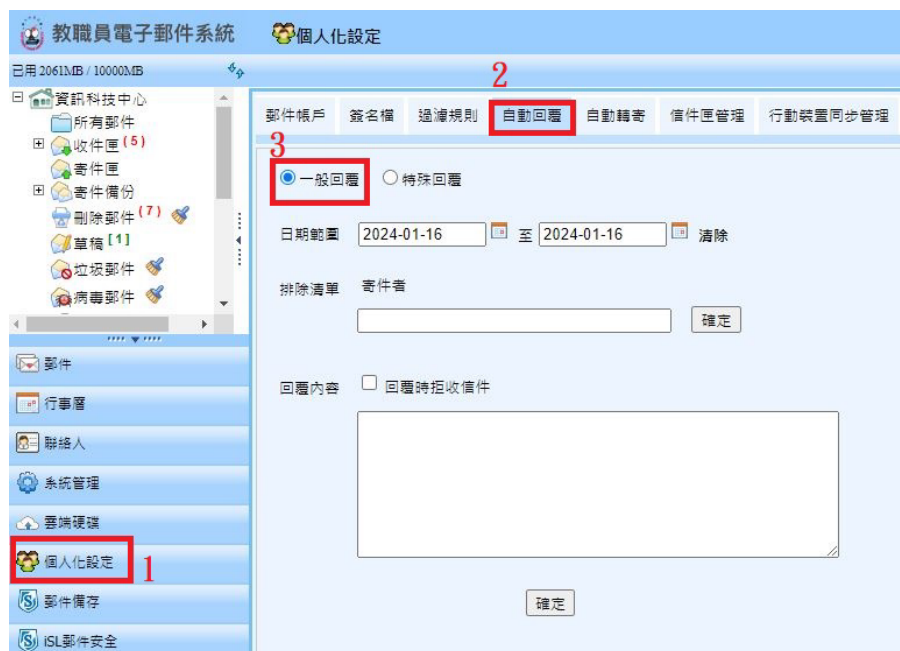 教職員電子郵件系統
個人化設定
已用 2061MB / 10000MB
2
資訊科技中心
所有郵件
收件匣 (5)
寄件匣
寄件備份
刪除郵件 (7)
草稿 [1]
垃圾郵件
病毒郵件
郵件帳戶 簽名檔 過濾規則 自動回覆 自動轉寄 信件匣管理 行動裝置同步管理
3
一般回覆 特殊回覆
日期範圍 2024-01-16 至 2024-01-16 清除
排除清單 寄件者
確定
回覆內容 回覆時拒收信件
確定
郵件
行事曆
聯絡人
系統管理
雲端硬碟
個人化設定 1
郵件備存
iSL郵件安全